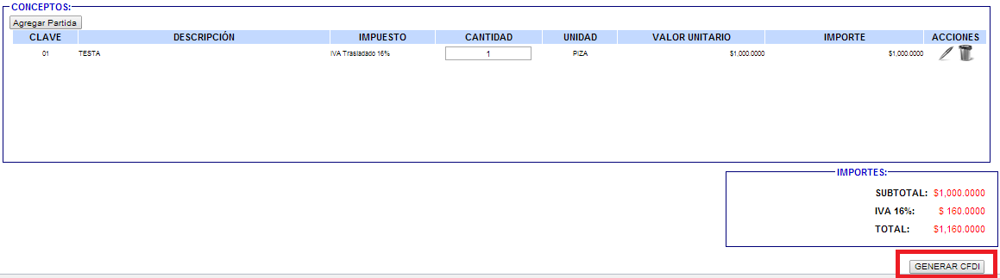 CONCEPTOS:
Agregar Partida
CLAVE DESCRIPCIÓN IMPUESTO CANTIDAD UNIDAD VALOR UNITARIO IMPORTE ACCIONES
01 TESTA IVA Trasladado 16% 1 PIZA $1,000.0000 $1,000.0000
IMPORTES:
SUBTOTAL: $1,000.0000
IVA 16%: $ 160.0000
TOTAL: $1,160.0000
GENERAR CFDI